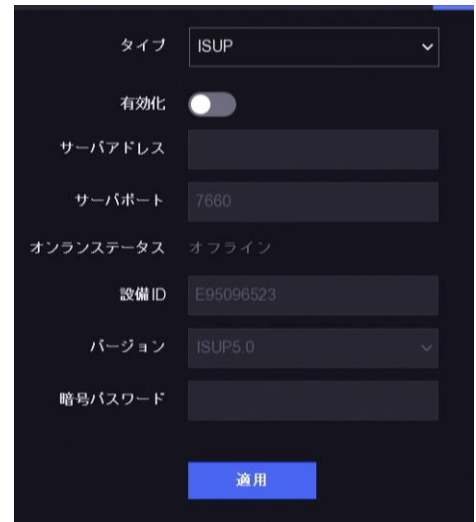 タイプ ISUP
有効化
サーバアドレス
サーバポート 7660
オンランステータス オフライン
設備ID E95096523
バージョン ISUP5.0
暗号パスワード
適用